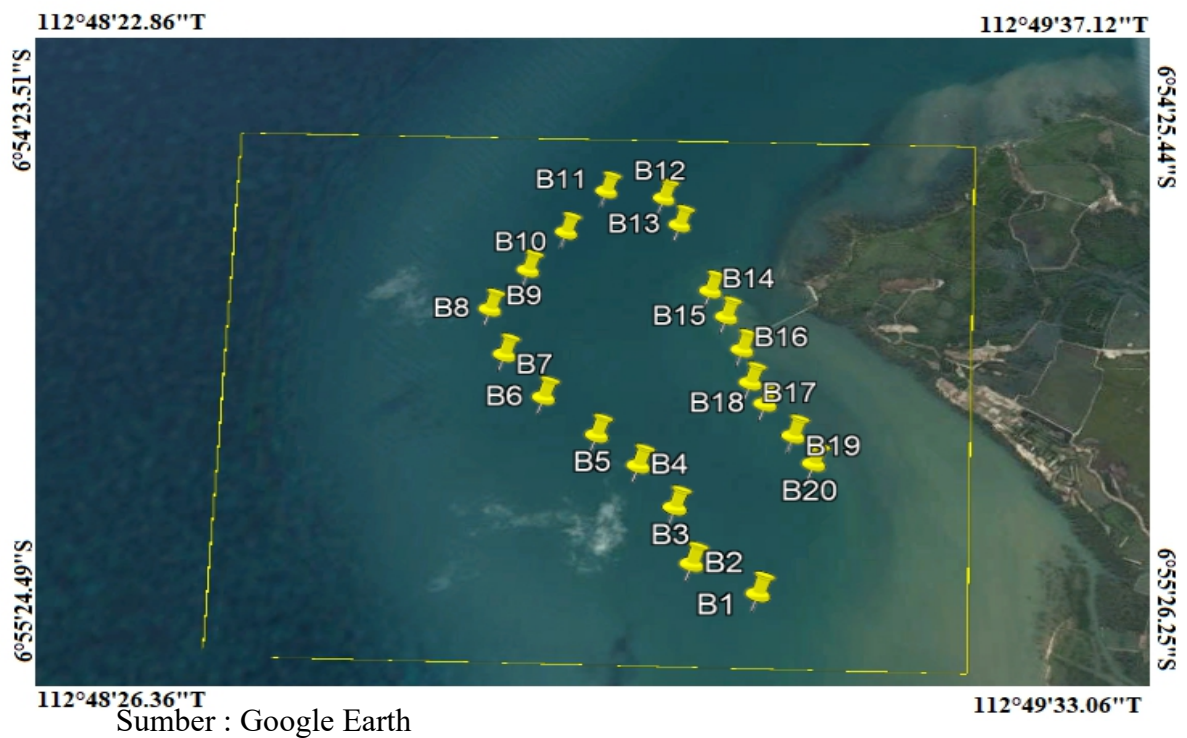 112°48'22.86"T
112°49'37.12"T
6°54'23.51"S
6°54'25.44"S
B11
B12
B13
B10
B14
B9
B8
B15
B16
B7
B6
B18
B17
B5
B4
B19
B20
B3
B2
B1
6°55'24.49"S
6°55'26.25"S
112°48'26.36"T
112°49'33.06"T
Sumber : Google Earth